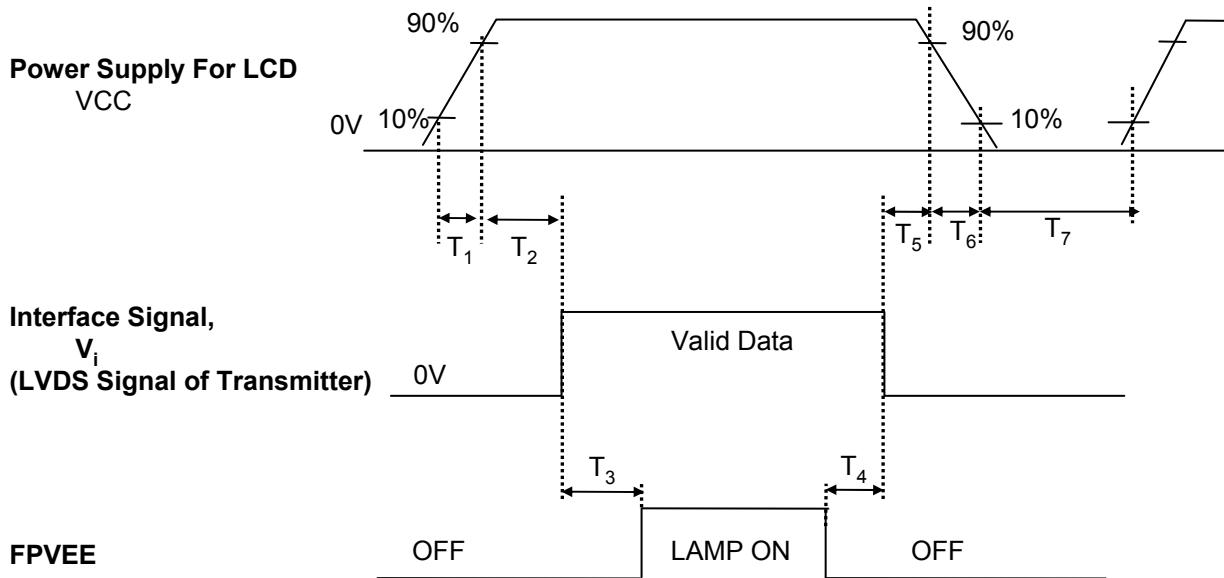 90%
90%
Power Supply For LCD
VCC
0V
10%
10%
T1
T2
T5
T6
T7
Interface Signal,
Vi
(LVDS Signal of Transmitter)
0V
Valid Data
T3
T4
FPVEE
OFF
LAMP ON
OFF